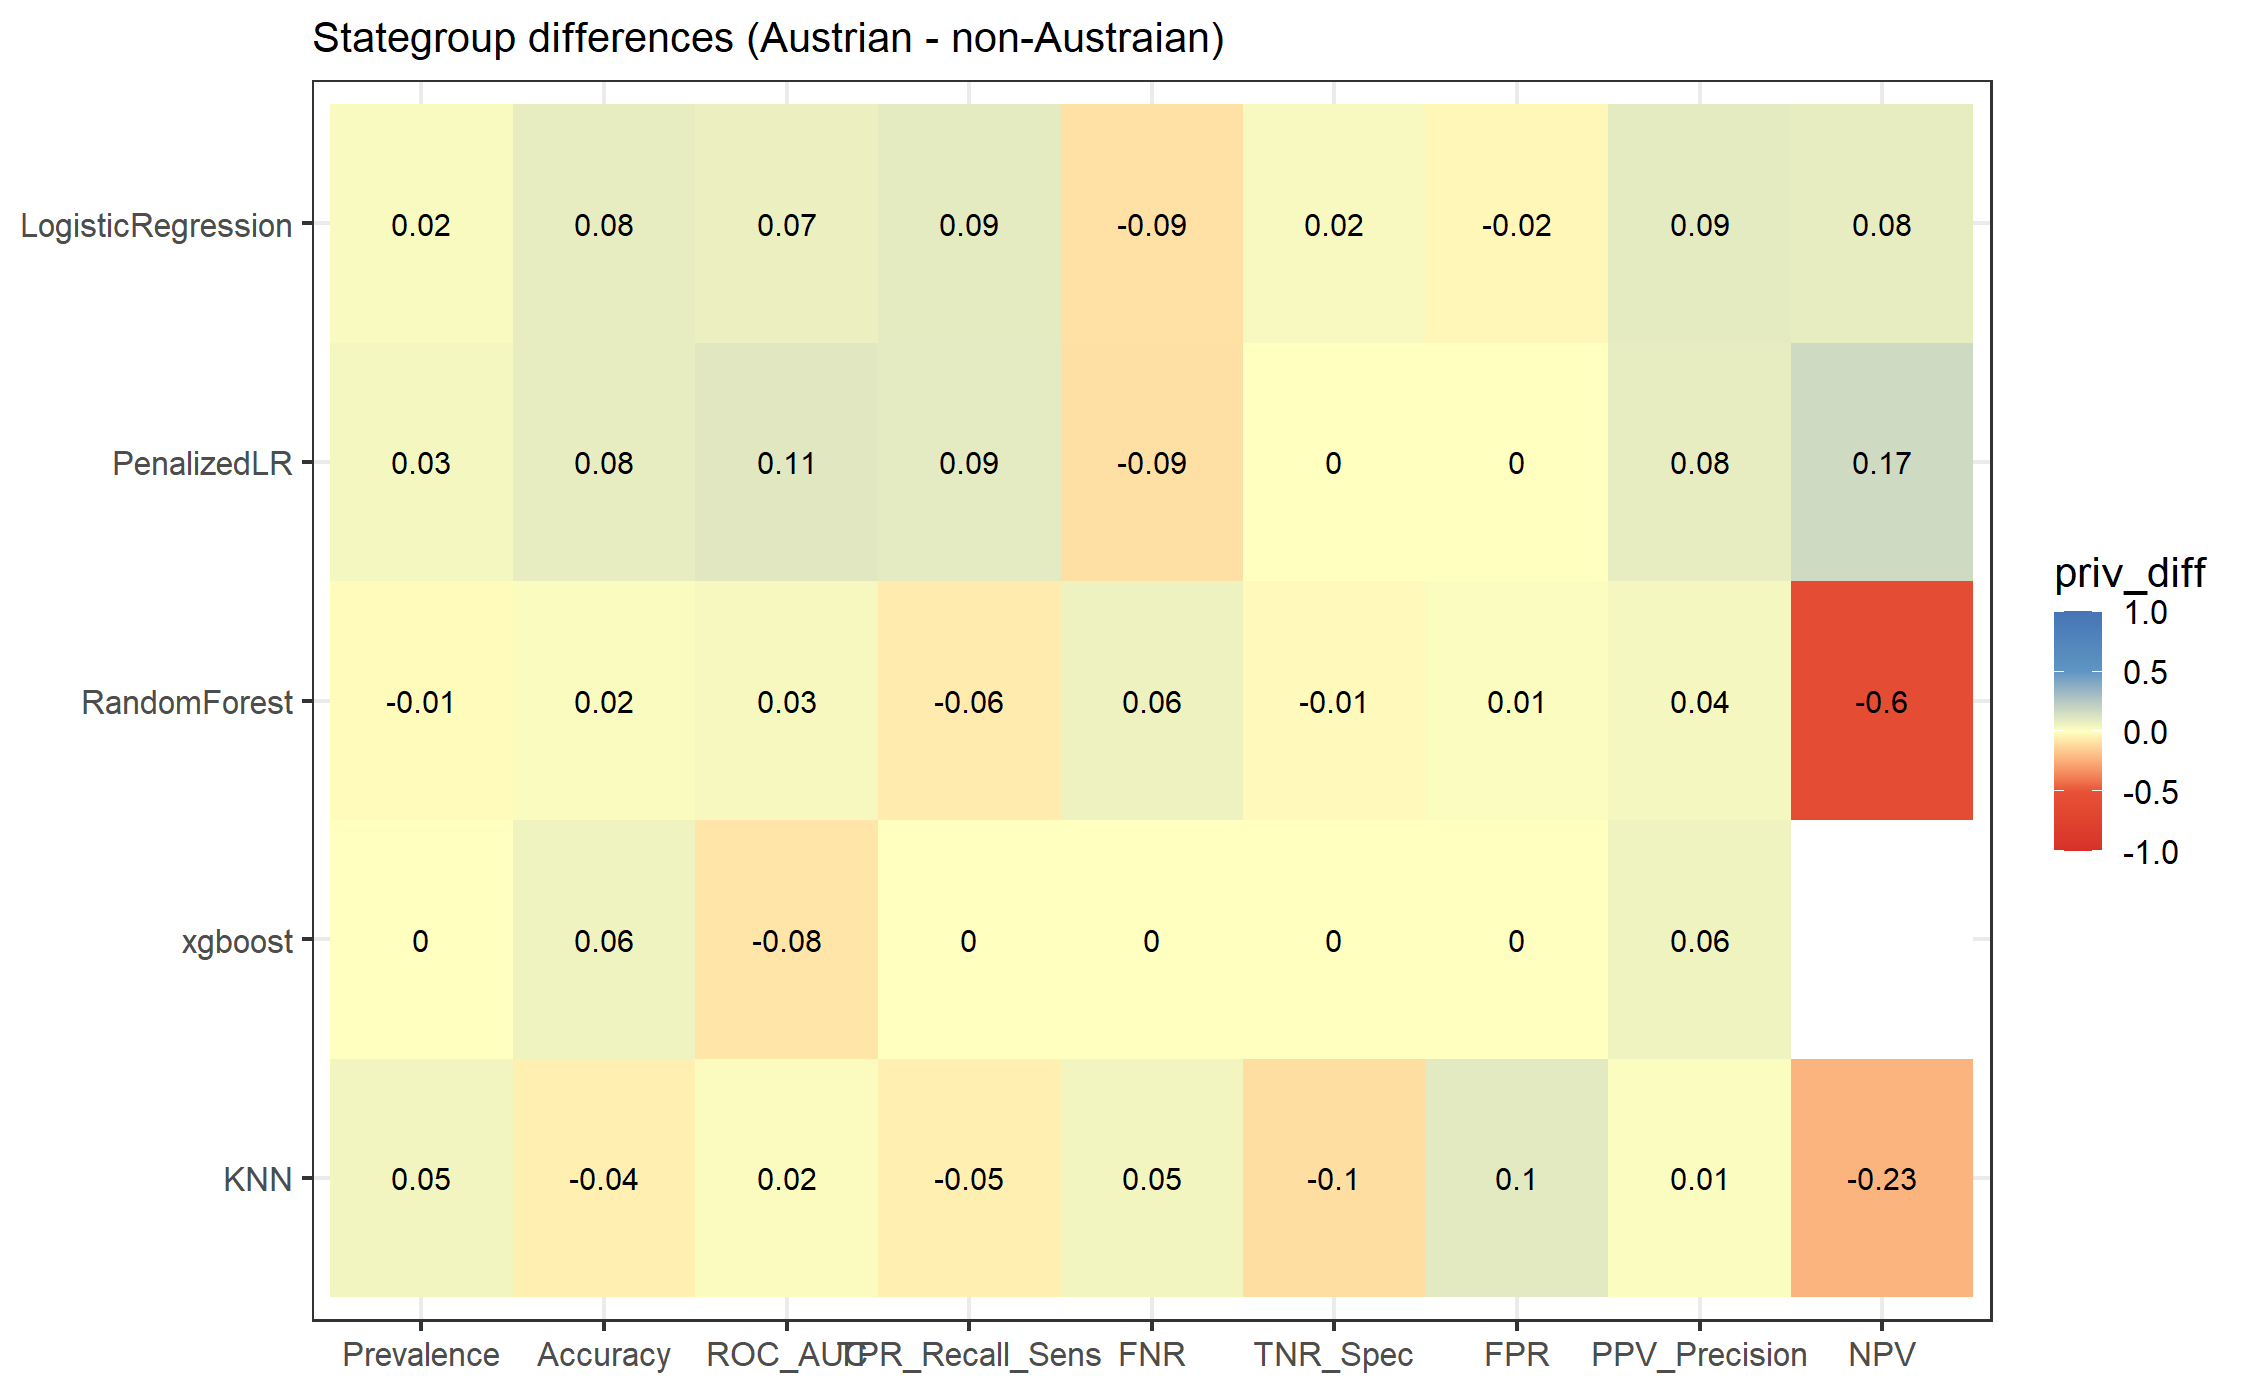 Stategroup differences (Austrian - non-Austraian)
LogisticRegression 0.02 0.08 0.07 0.09 -0.09 0.02 -0.02 0.09 0.08
PenalizedLR 0.03 0.08 0.11 0.09 -0.09 0 0 0.08 0.17
RandomForest -0.01 0.02 0.03 -0.06 0.06 -0.01 0.01 0.04 -0.6
xgboost 0 0.06 -0.08 0 0 0 0 0.06
KNN 0.05 -0.04 0.02 -0.05 0.05 -0.1 0.1 0.01 -0.23
Prevalence Accuracy ROC_AUC TPR_Recall_Sens FNR TNR_Spec FPR PPV_Precision NPV
priv_diff
1.0
0.5
0.0
-0.5
-1.0